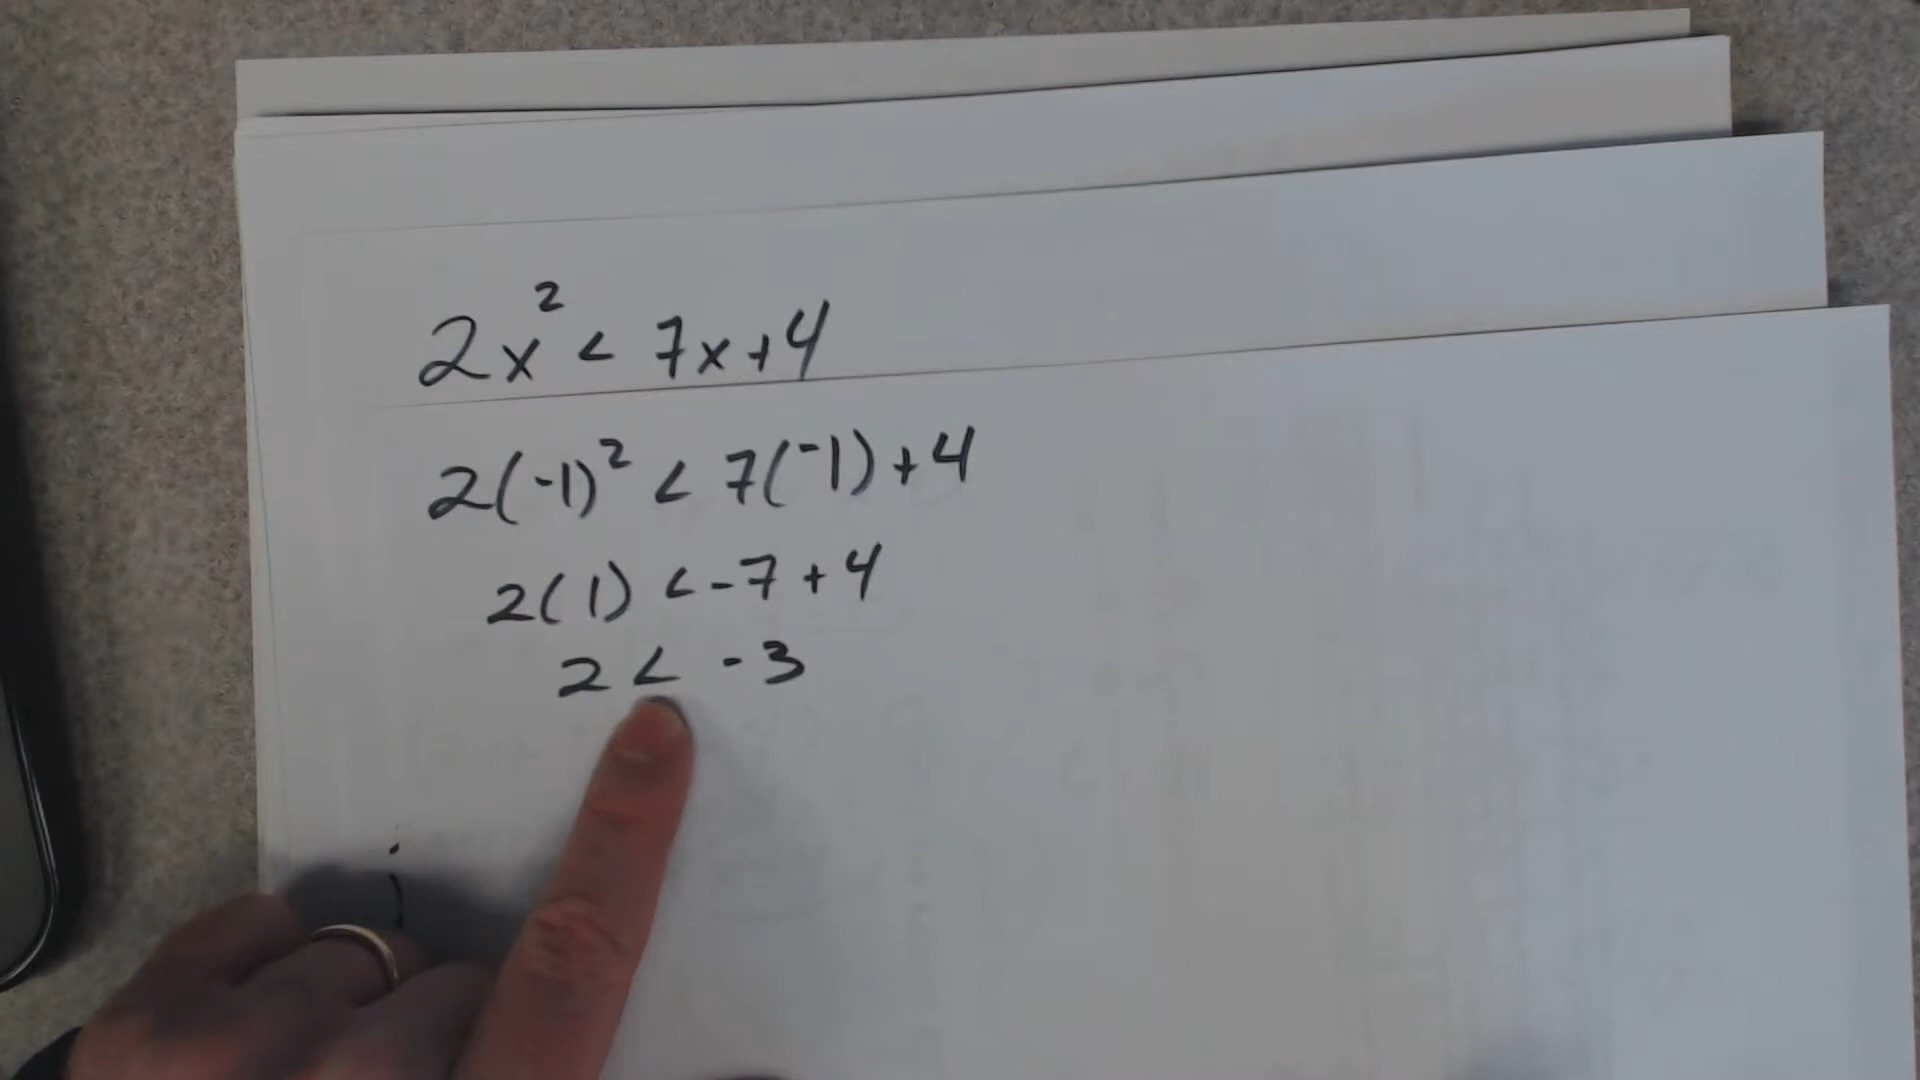 2x² < 7x+4
2(-1)² < 7(-1)+4
2(1) < -7+4
2 < -3